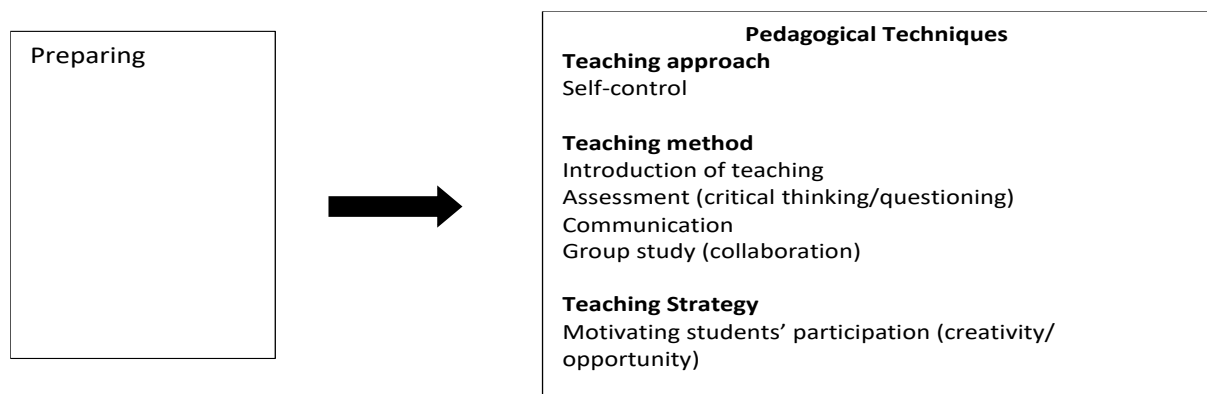 Preparing
Pedagogical Techniques
Teaching approach
Self-control
Teaching method
Introduction of teaching
Assessment (critical thinking/questioning)
Communication
Group study (collaboration)
Teaching Strategy
Motivating students’ participation (creativity/
opportunity)